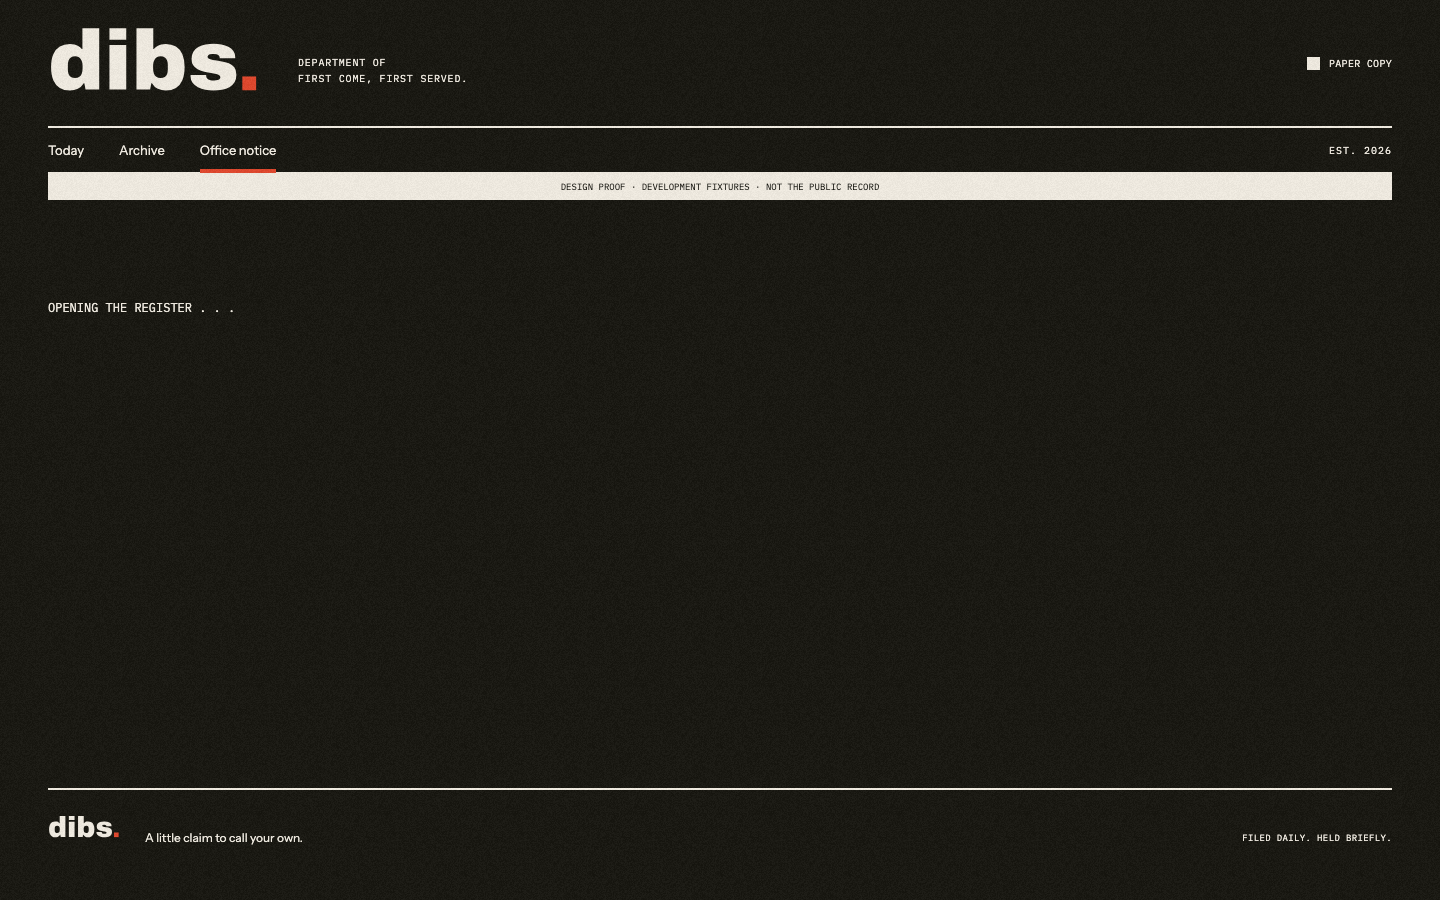 dibs.
DEPARTMENT OF
FIRST COME, FIRST SERVED.
PAPER COPY
Today
Archive
Office notice
EST. 2026
DESIGN PROOF · DEVELOPMENT FIXTURES · NOT THE PUBLIC RECORD
OPENING THE REGISTER . . .
dibs.
A little claim to call your own.
FILED DAILY. HELD BRIEFLY.